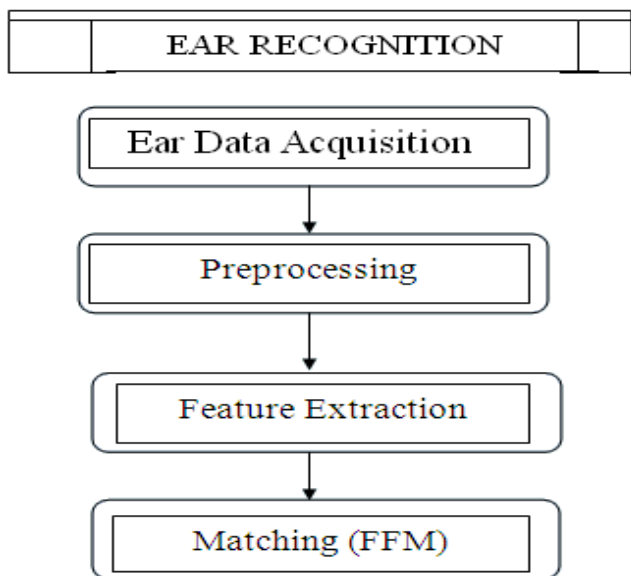 EAR RECOGNITION
Ear Data Acquisition
Preprocessing
Feature Extraction
Matching (FFM)